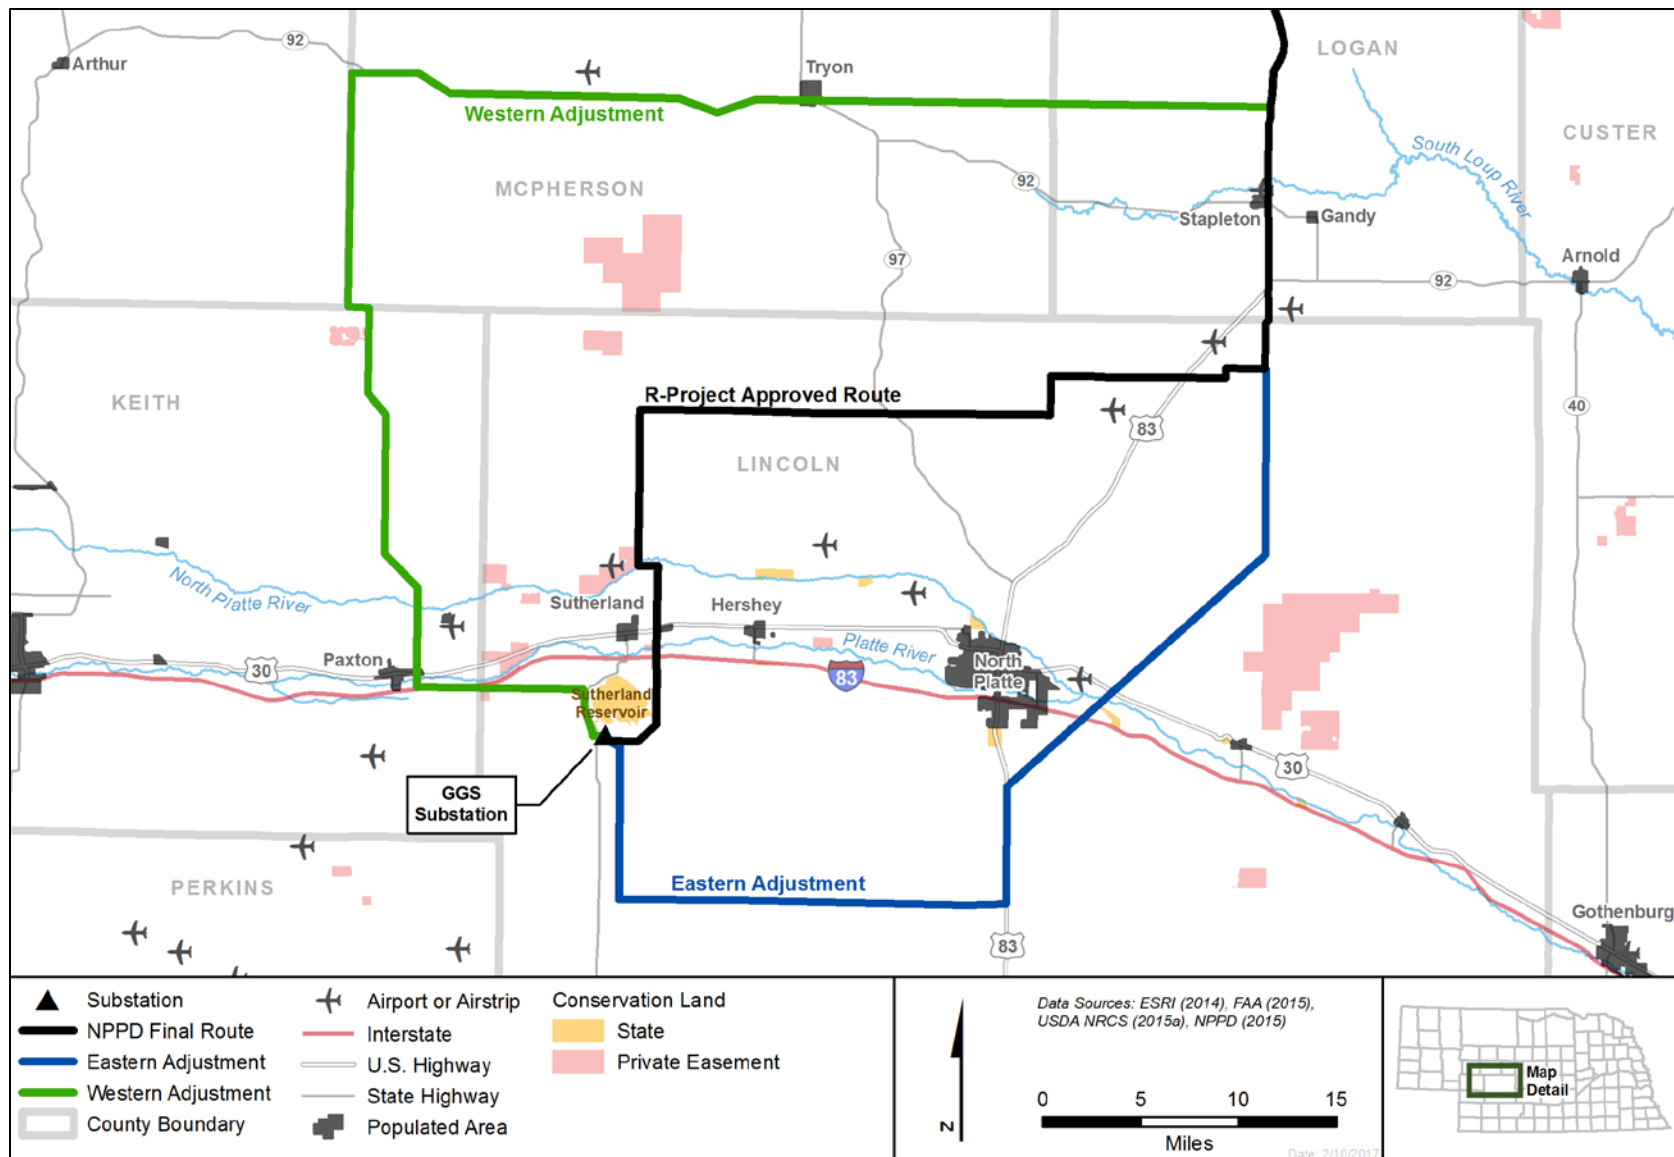 92
Arthur
Tryon
LOGAN
Western Adjustment
CUSTER
South Loup River
MCPHERSON
92
Stapleton
Gandy
97
Arnold
92
KEITH
R-Project Approved Route
83
40
LINCOLN
North Platte River
Sutherland
Hershey
Platte River
30
Paxton
83
North
Platte
Sutherland
Reservoir
30
GGS
Substation
PERKINS
Eastern Adjustment
83
Gothenburg
Substation
NPPD Final Route
Eastern Adjustment
Western Adjustment
County Boundary
Airport or Airstrip
Interstate
U.S. Highway
State Highway
Populated Area
Conservation Land
State
Private Easement
N
Data Sources: ESRI (2014), FAA (2015),
USDA NRCS (2015a), NPPD (2015)
0 5 10 15
Miles
Map
Detail
Date: 2/10/2017